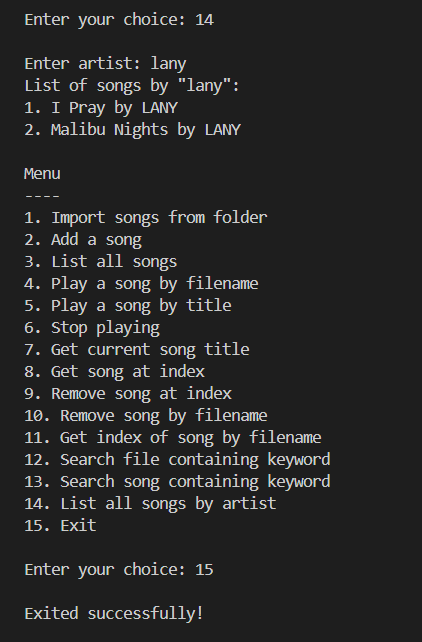 Enter your choice: 14
Enter artist: lany
List of songs by "lany":
1. I Pray by LANY
2. Malibu Nights by LANY
Menu
----
1. Import songs from folder
2. Add a song
3. List all songs
4. Play a song by filename
5. Play a song by title
6. Stop playing
7. Get current song title
8. Get song at index
9. Remove song at index
10. Remove song by filename
11. Get index of song by filename
12. Search file containing keyword
13. Search song containing keyword
14. List all songs by artist
15. Exit
Enter your choice: 15
Exited successfully!